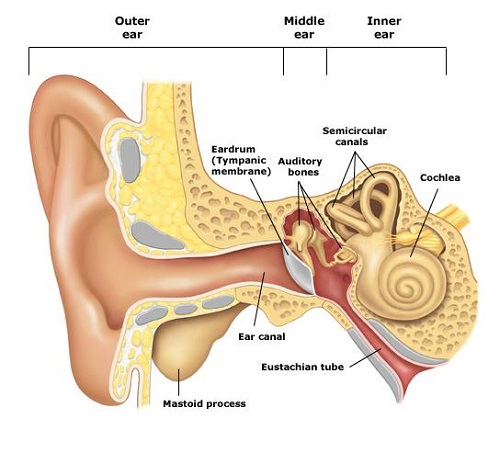 Outer
ear
Middle
ear
Inner
ear
Semicircular
canals
Eardrum
(Tympanic
membrane)
Auditory
bones
Cochlea
Ear canal
Eustachian tube
Mastoid process